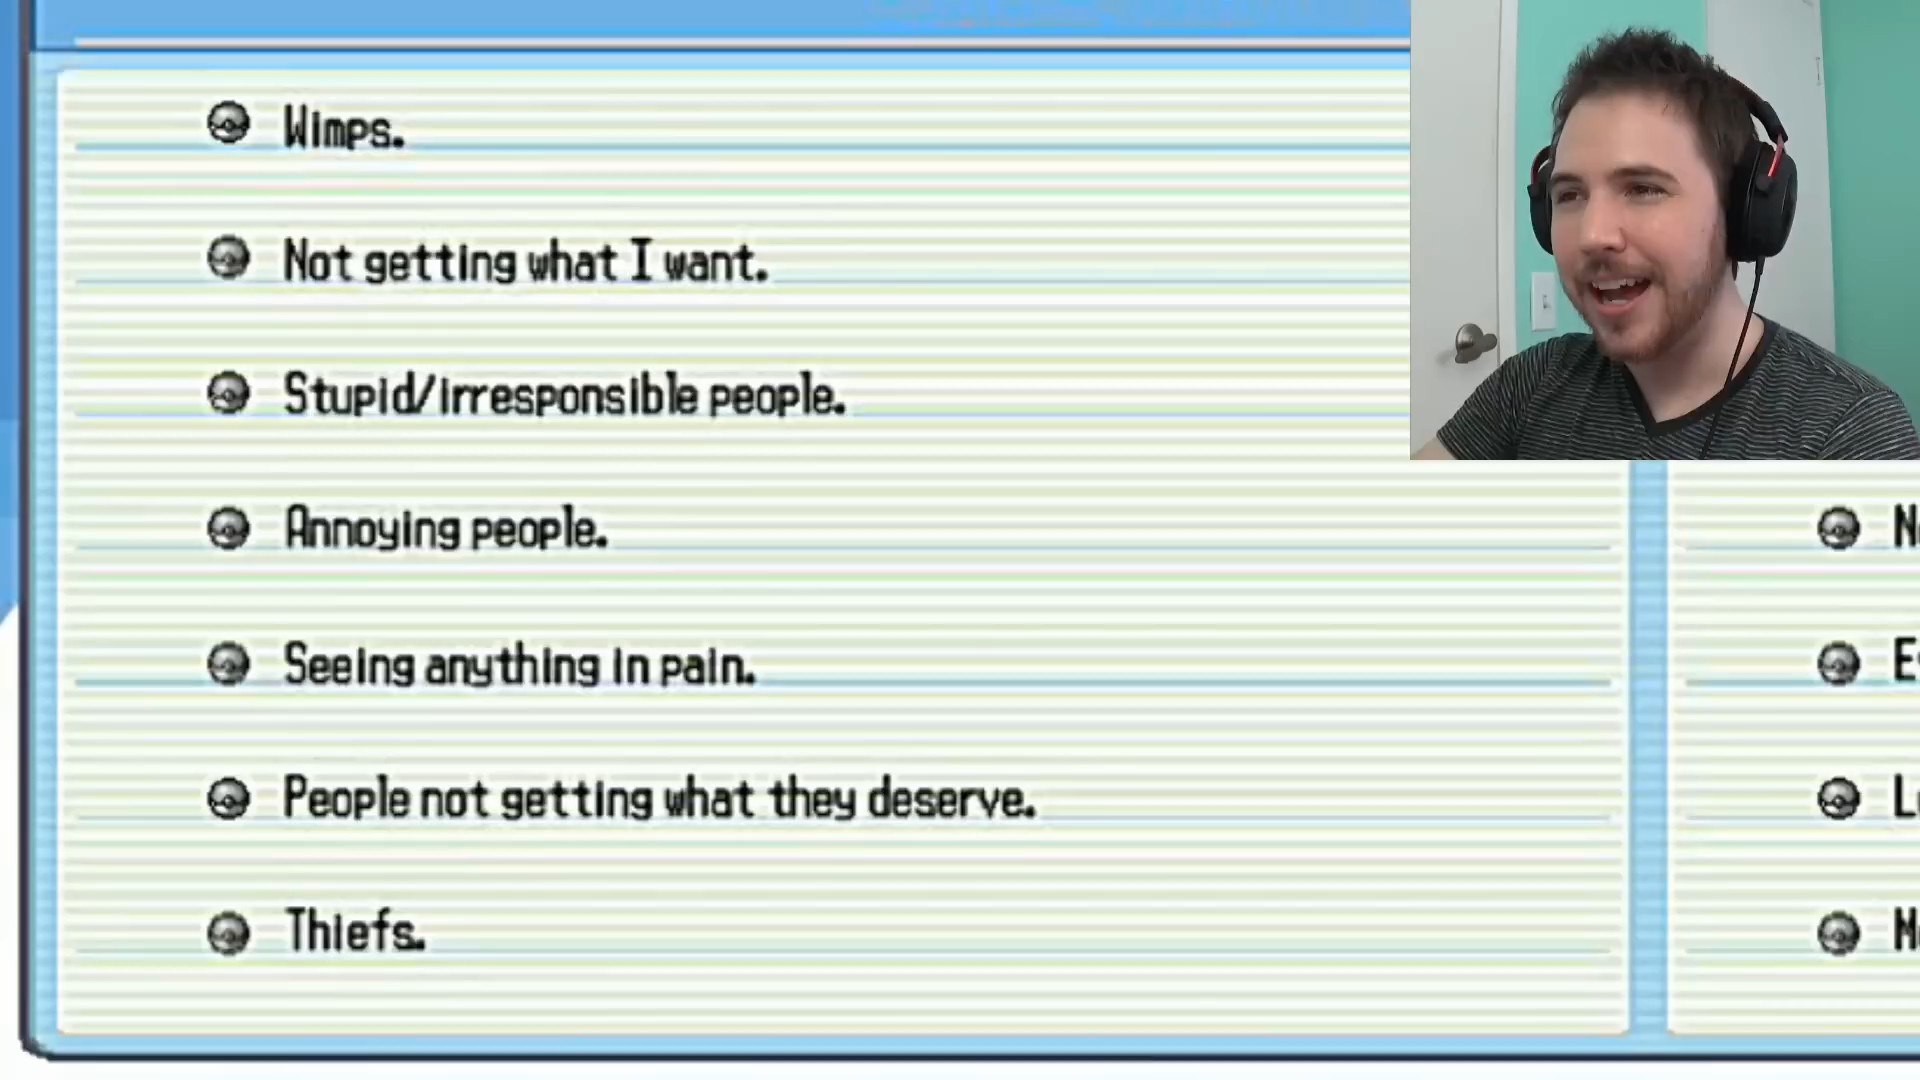 Wimps.
Not getting what I want.
Stupid/irresponsible people.
Annoying people.
Seeing anything in pain.
People not getting what they deserve.
Thiefs.